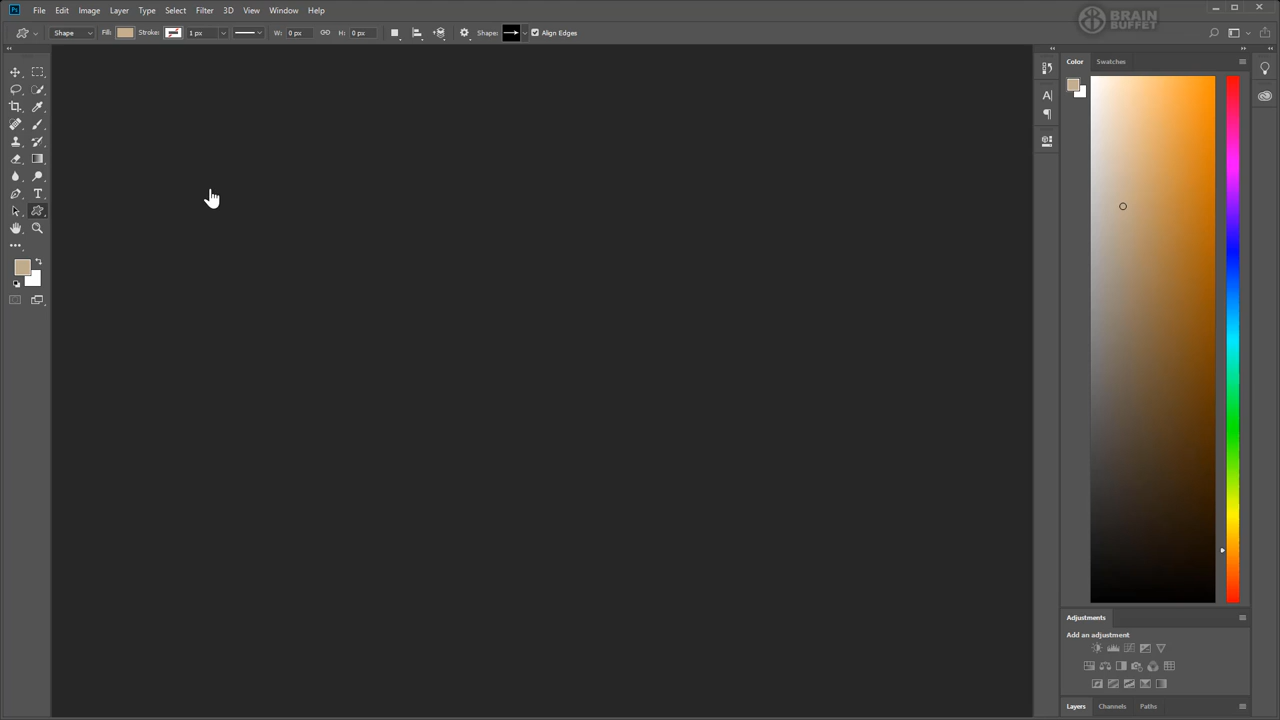 Ps File Edit Image Layer Type Select Filter 3D View Window Help
BRAIN BUFFET
Shape Fill: Stroke: 1 px W: 0 px H: 0 px Shape: Align Edges
Color Swatches
Adjustments
Add an adjustment
Layers Channels Paths